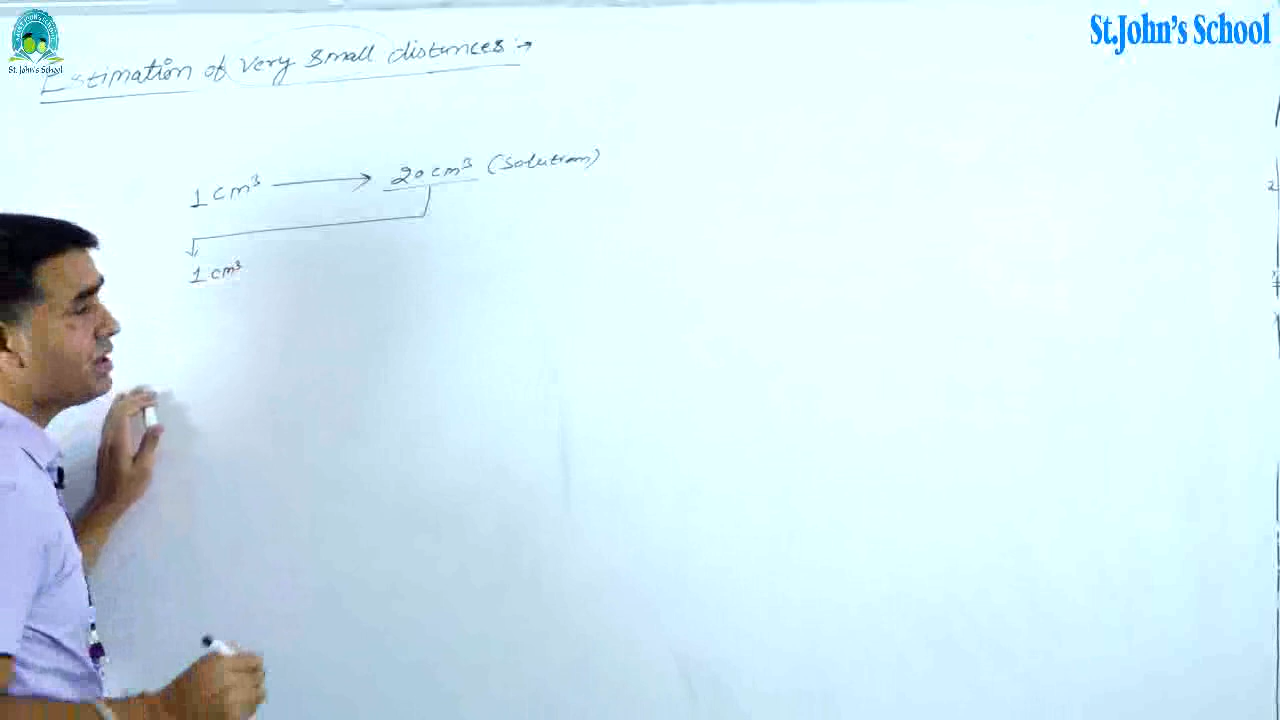 St. John's School
St.John's School
Estimation of very small distances :→
1 cm³ → 20 cm³ (Solution)
1 cm³